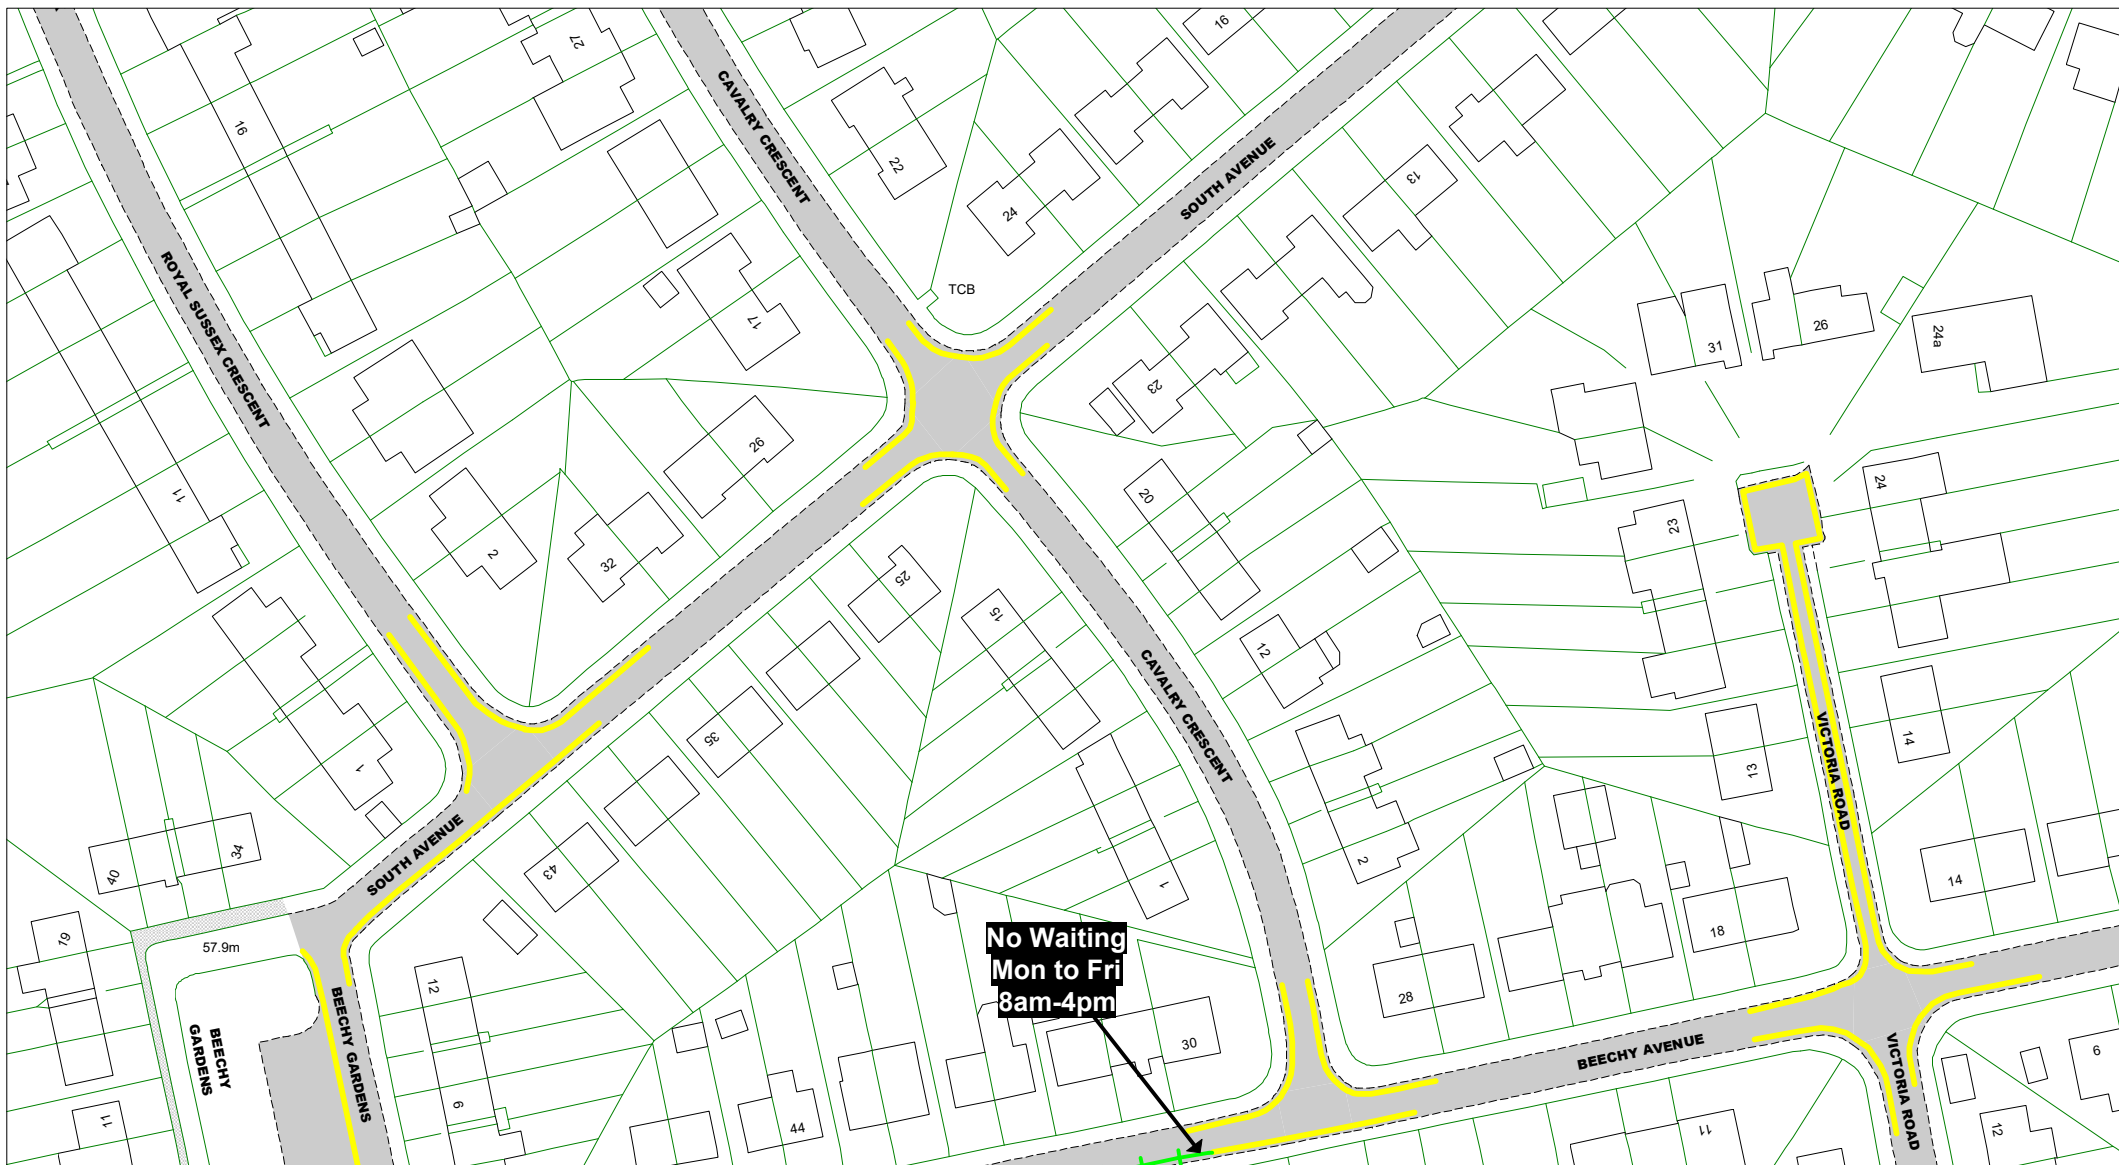 16
27
CAVALRY CRESCENT
16
22
SOUTH AVENUE
24
13
ROYAL SUSSEX CRESCENT
TCB
17
23
31
26
24a
26
11
20
24
2
32
25
23
15
12
CAVALRY CRESCENT
35
VICTORIA ROAD
14
13
1
SOUTH AVENUE
40
34
43
2
1
14
18
19
57.9m
12
No Waiting
Mon to Fri
8am-4pm
28
BEECHY
GARDENS
BEECHY GARDENS
30
BEECHY AVENUE
VICTORIA ROAD
6
9
11
44
11
12